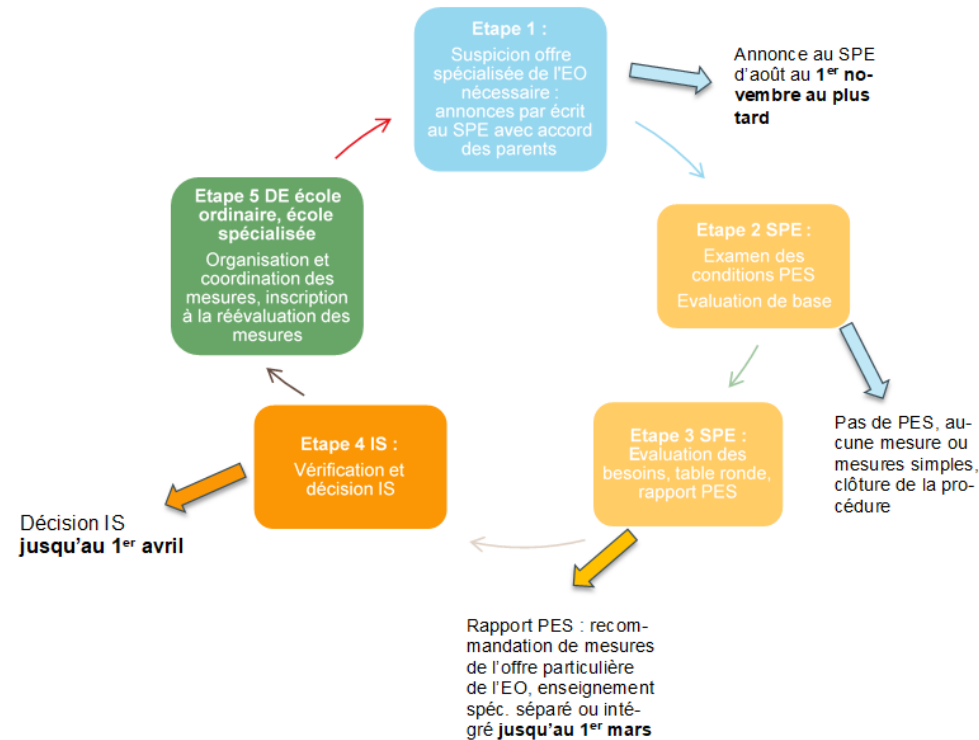 Etape 1 :
Suspicion offre
spécialisée de l'EO
nécessaire :
annonces par écrit
au SPE avec accord
des parents
Annonce au SPE
d'août au 1er no-
vembre au plus
tard
Etape 2 SPE :
Examen des
conditions PES
Evaluation de base
Pas de PES, au-
cune mesure ou
mesures simples,
clôture de la pro-
cédure
Etape 3 SPE :
Evaluation des
besoins, table ronde,
rapport PES
Rapport PES : recom-
mandation de mesures
de l'offre particulière
de l'EO, enseignement
spéc. séparé ou inté-
gré jusqu'au 1er mars
Etape 4 IS :
Vérification et
décision IS
Décision IS
jusqu'au 1er avril
Etape 5 DE école
ordinaire, école
spécialisée
Organisation et
coordination des
mesures, inscription
à la réévaluation des
mesures